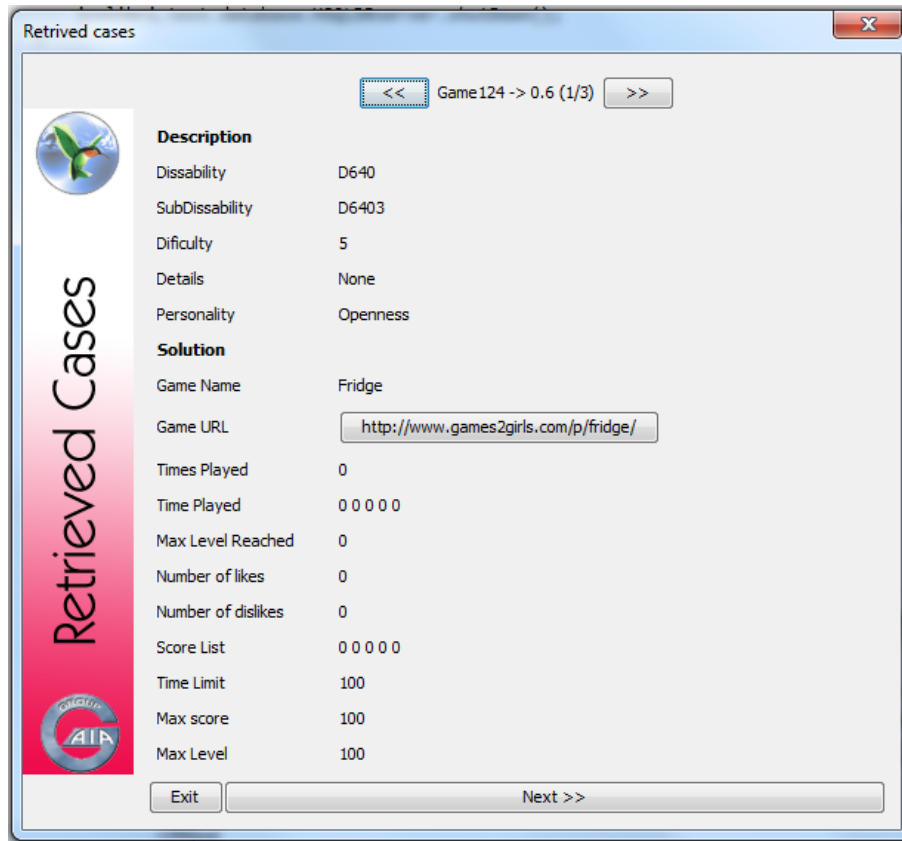 Retrived cases
<< Game124 -> 0.6 (1/3) >>
Description
Dissability D640
SubDissability D6403
Dificulty 5
Details None
Personality Openness
Solution
Game Name Fridge
Game URL http://www.games2girls.com/p/fridge/
Times Played 0
Time Played 0 0 0 0 0
Max Level Reached 0
Number of likes 0
Number of dislikes 0
Score List 0 0 0 0 0
Time Limit 100
Max score 100
Max Level 100
Exit Next >>
Retrieved Cases
GROUP
GAIA